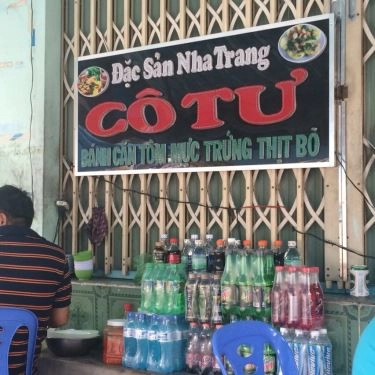 Đặc Sản Nha Trang
CÔ TƯ
BÁNH CĂN TÔM MỰC TRỨNG THỊT BÒ